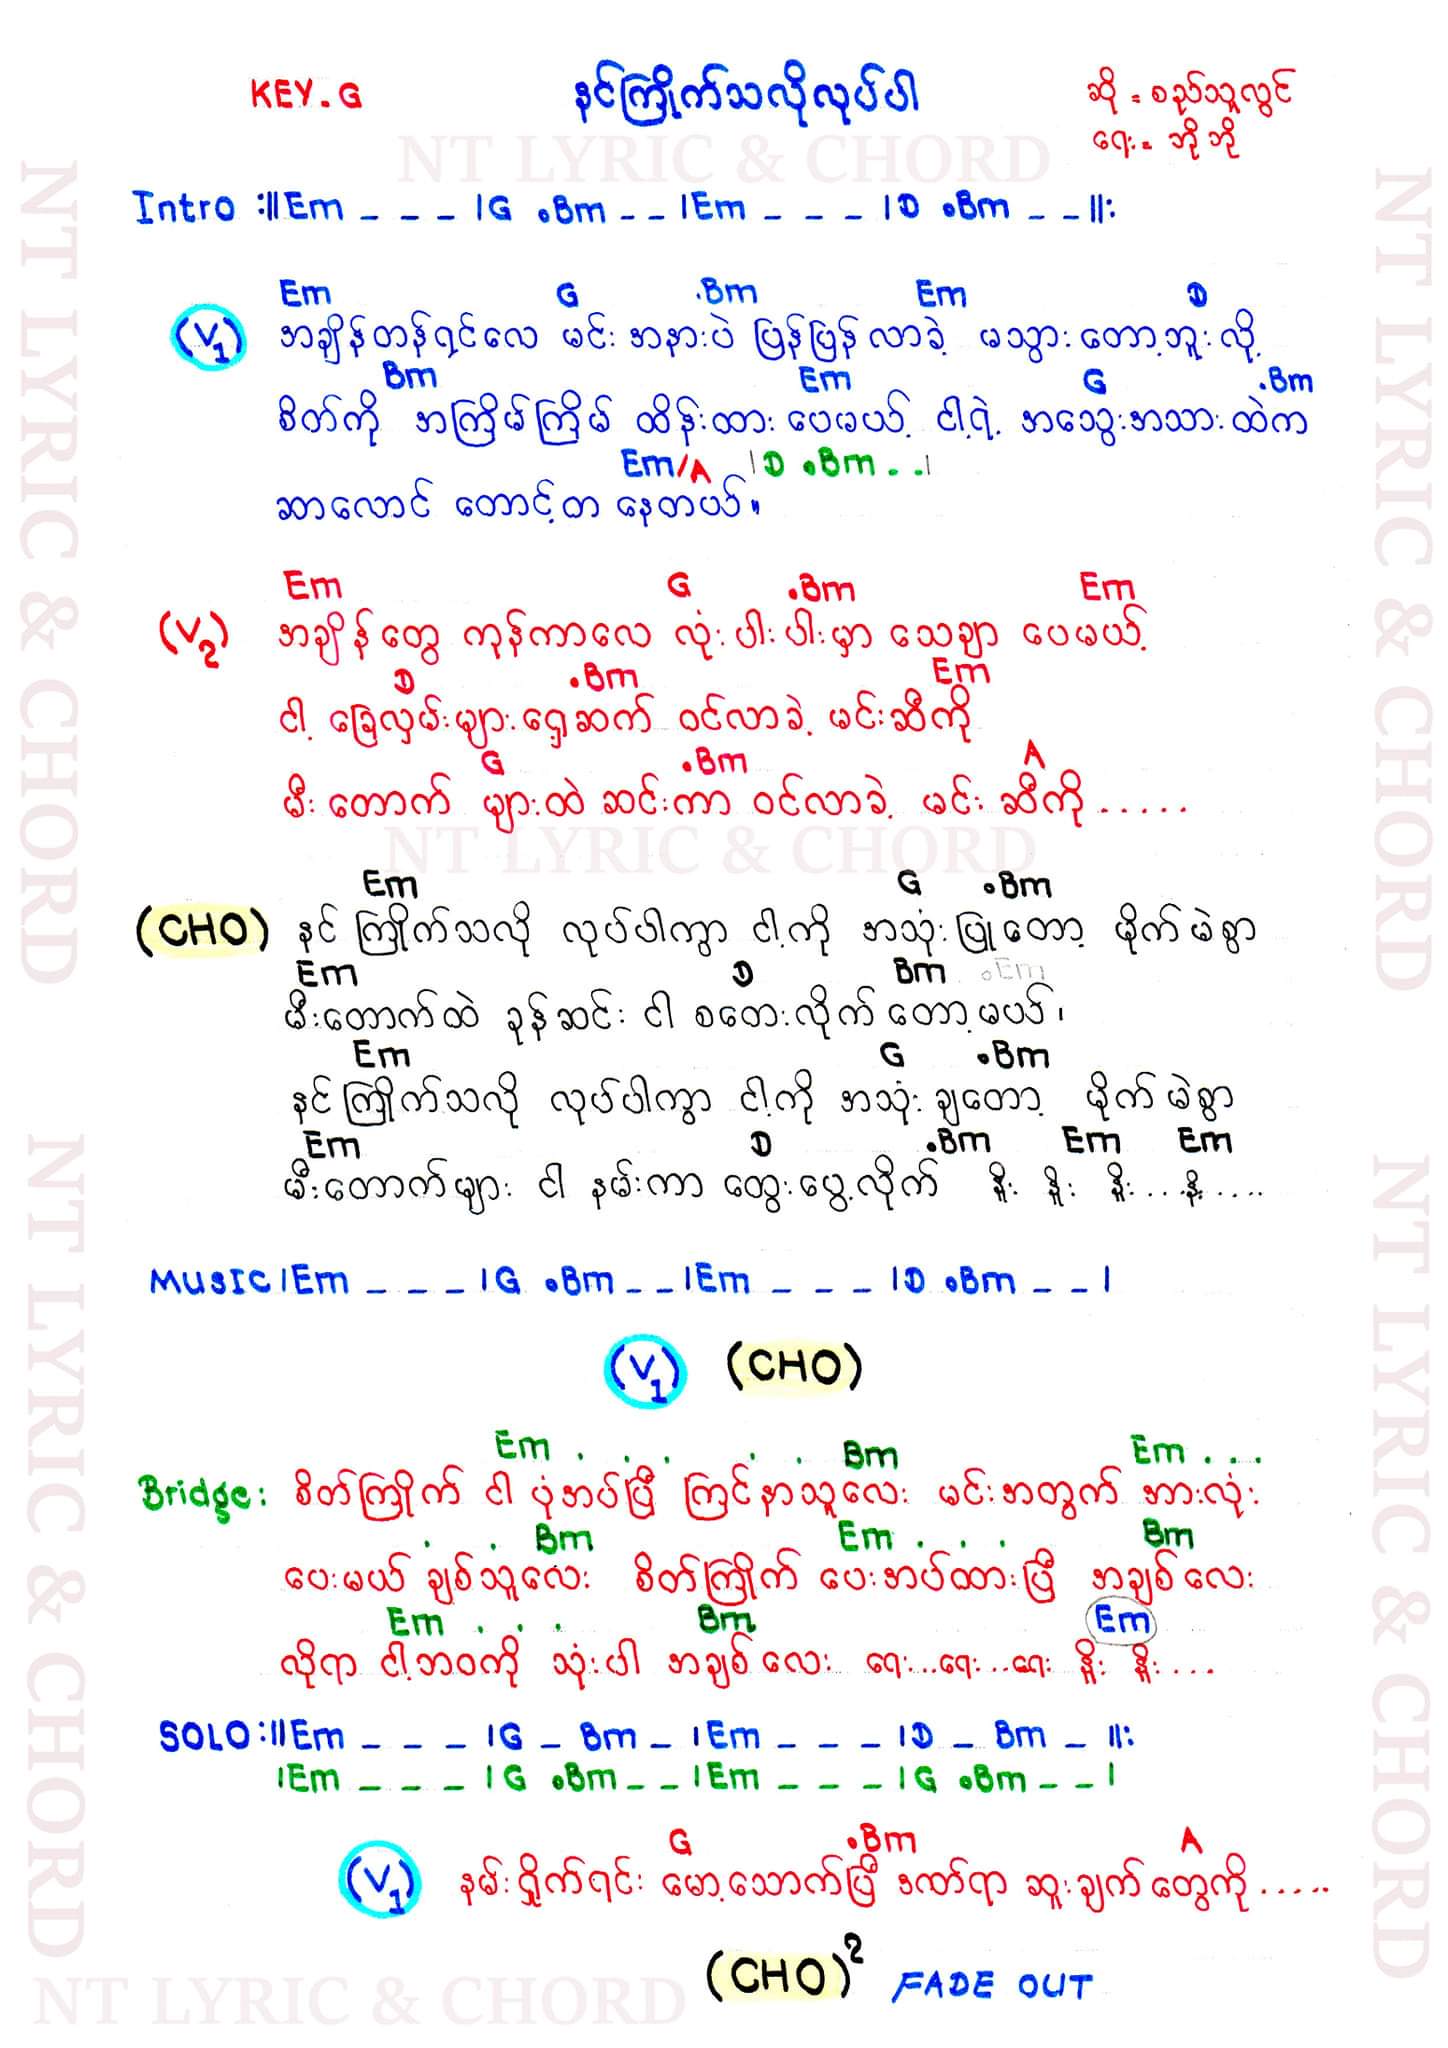 KEY.G
နင်ကြိုက်သလိုလုပ်ပါ
ဆို = စည်သူလွင်
ရေး = ဘိုဘို
NT LYRIC & CHORD
Intro :||Em _ _ _ |G .Bm _ _ |Em _ _ _ |D .Bm _ _ ||:
Em G .Bm Em D
(V1) အချိန်တန်ရင်လေ မင်းအနားပဲ ပြန်ပြန်လာခဲ့ မသွားတော့ဘူးလို့
Bm Em G .Bm
စိတ်ကို အကြိမ်ကြိမ် ထိန်းထားပေမယ့် ငါ့ရဲ့ အသွေးအသားထဲက
Em/A |D .Bm . . |
ဆာလောင် တောင့်တနေတယ်။
Em G .Bm Em
(V2) အချိန်တွေ ကုန်ကာလေ လုံးပါးပါးမှာ သေချာပေမယ့်
D .Bm Em
ငါ့ ခြေလှမ်းများရှေ့ဆက် ဝင်လာခဲ့ မင်းဆီကို
G .Bm A
မီးတောက် များထဲဆင်းကာ ဝင်လာခဲ့ မင်းဆီကို.....
NT LYRIC & CHORD
Em G .Bm
(CHO) နင်ကြိုက်သလို လုပ်ပါကွာ ငါ့ကို အသုံးပြုတော့ မိုက်မဲစွာ
Em D Bm .Em
မီးတောက်ထဲ ခုန်ဆင်း ငါ စတေးလိုက်တော့မယ်၊
Em G .Bm
နင်ကြိုက်သလို လုပ်ပါကွာ ငါ့ကို အသုံးချတော့ မိုက်မဲစွာ
Em D .Bm Em Em
မီးတောက်များ ငါ နမ်းကာ တွေးပွေ့လိုက် နိူး နိူး နိူး...နိူး....
MUSIC |Em _ _ _ |G .Bm _ _ |Em _ _ _ |D .Bm _ _ |
(V1) (CHO)
Em . . . . . Bm Em . . .
Bridge: စိတ်ကြိုက် ငါ ပုံအပ်ပြီ ကြင်နာသူလေး မင်းအတွက် အားလုံး
. . Bm Em . . . Bm
ပေးမယ် ချစ်သူလေး စိတ်ကြိုက် ပေးအပ်ထားပြီ အချစ်လေး
Em . . . Bm Em
လိုရာ ငါ့ဘဝကို သုံးပါ အချစ်လေး ရေး...ရေး...ရေး နိူး နိူး...
SOLO :||Em _ _ _ |G _ Bm _ |Em _ _ _ |D _ Bm _ ||:
|Em _ _ _ |G .Bm _ _ |Em _ _ _ |G .Bm _ _ |
G .Bm A
(V1) နမ်းရှိုက်ရင်း မော့သောက်ပြီ ဒဏ်ရာ ဆူးချက်တွေကို.....
(CHO)2 FADE OUT
NT LYRIC & CHORD
NT LYRIC & CHORD
NT LYRIC & CHORD
NT LYRIC & CHORD
NT LYRIC & CHORD